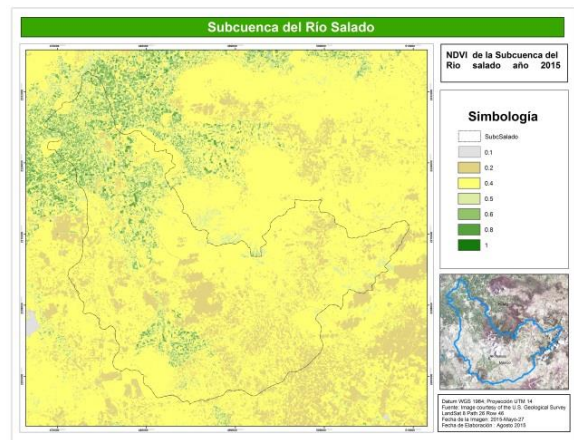 Subcuenca del Río Salado
NDVI de la Subcuenca del
Rio salado año 2015
Simbología
SubcSalado
0.1
0.2
0.4
0.5
0.6
0.8
1
Datum WGS 1984, Proyección UTM 14
Fuente: Image courtesy of the U.S. Geological Survey
LandSat 8 Path 26 Row 46
Fecha de la Imagen: 2015-Mayo-27
Fecha de Elaboración : Agosto 2015